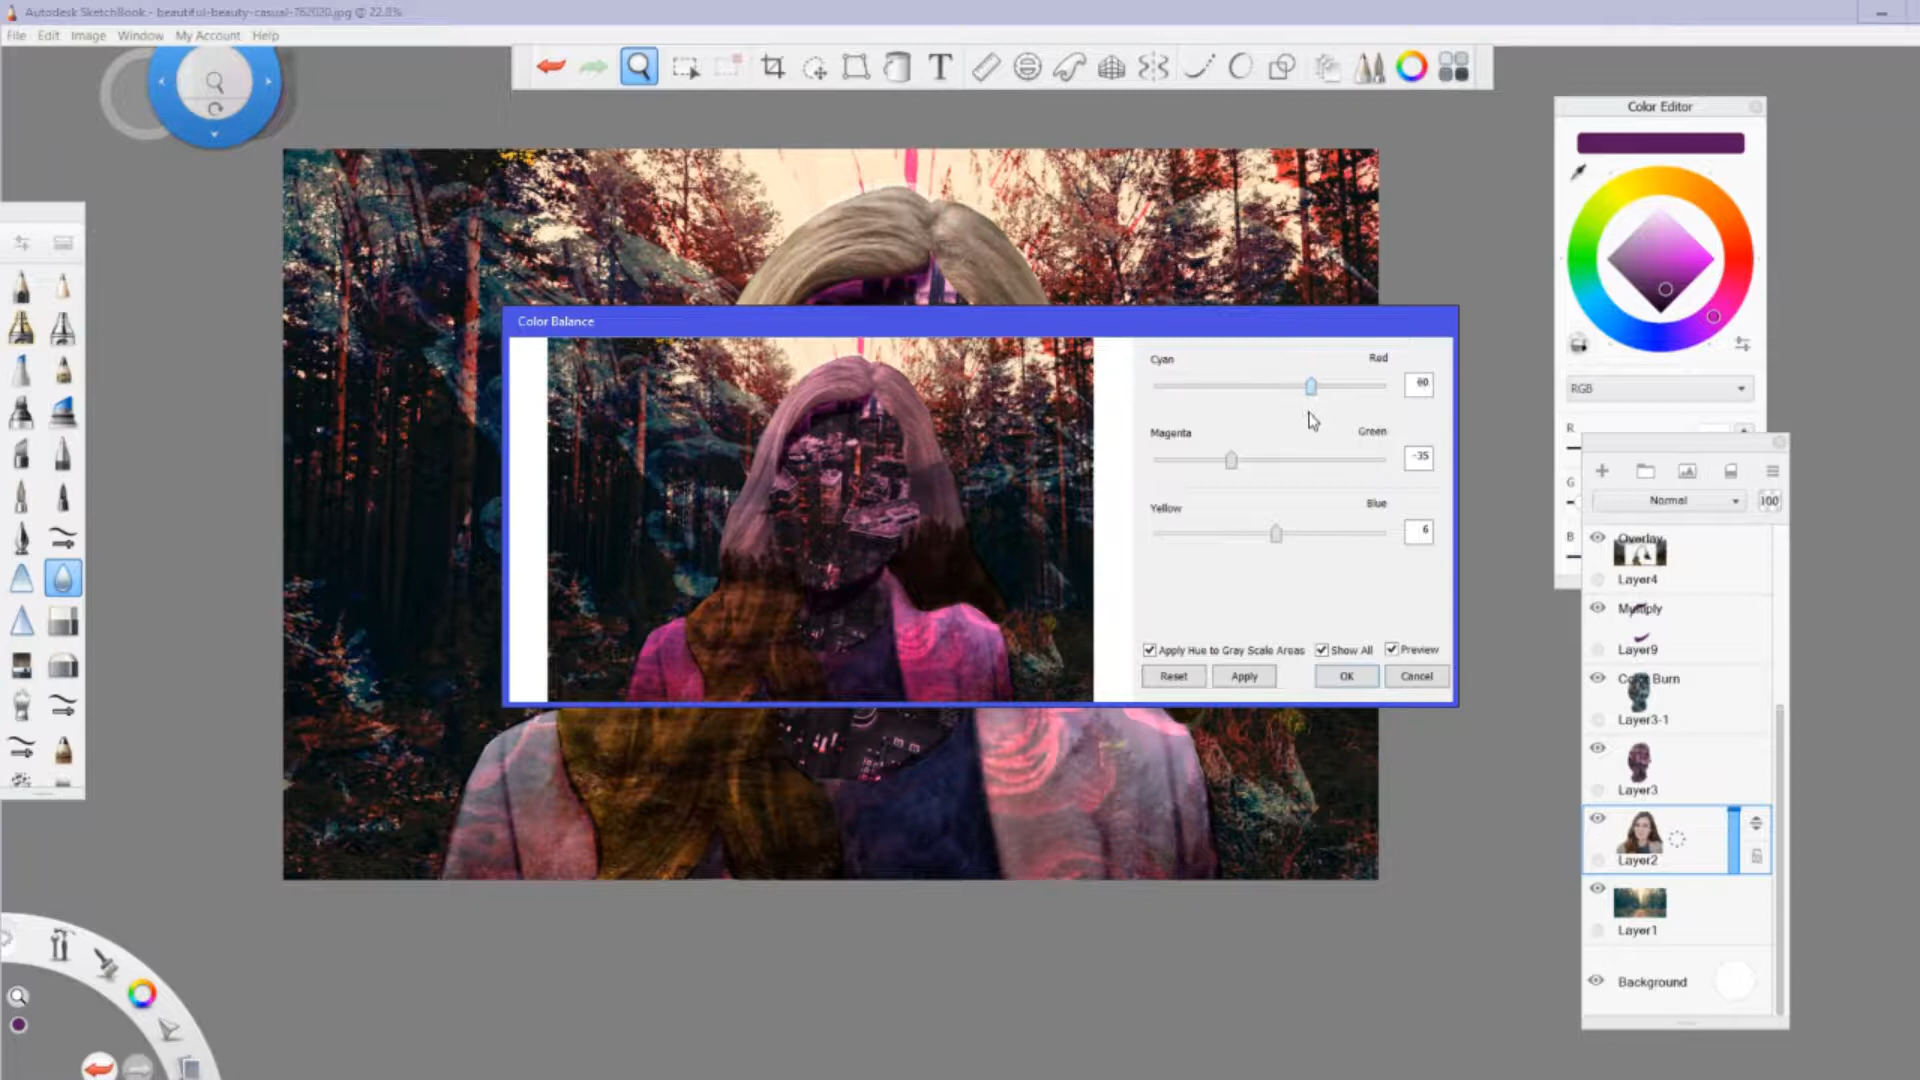 Autodesk SketchBook - beautiful-beauty-casual-762020.jpg @ 22.8%
File Edit Image Window My Account Help
T
Color Editor
RGB
R
G
B
Color Balance
Cyan Red
Magenta Green
-35
Yellow Blue
6
Apply Hue to Gray Scale Areas Show All Preview
Reset Apply OK Cancel
Normal 100
Overlay
Layer4
Multiply
Layer9
Color Burn
Layer3-1
Layer3
Layer2
Layer1
Background